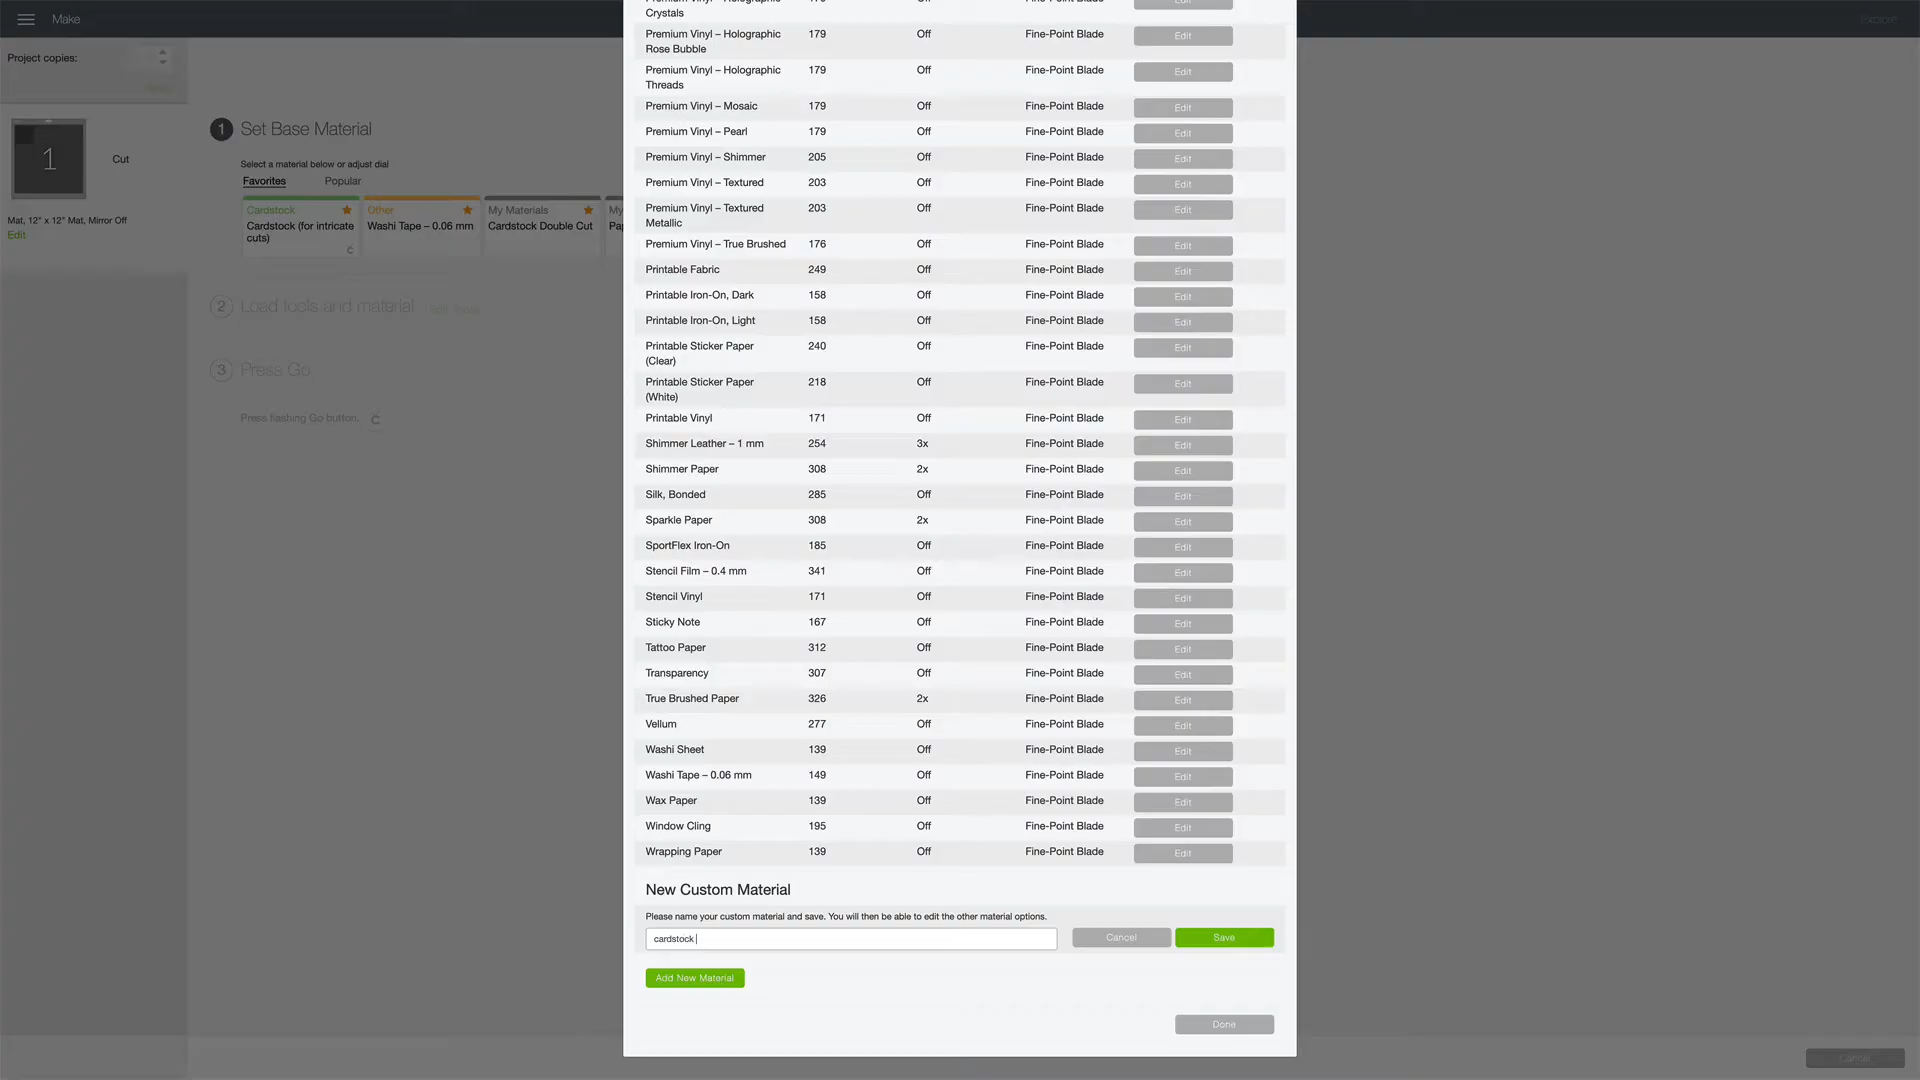 Make
Explore
Project copies:
1
Cut
Mat, 12" x 12" Mat, Mirror Off
Edit
1 Set Base Material
Select a material below or adjust dial
Favorites Popular
Cardstock
Cardstock (for intricate
cuts)
Other
Washi Tape – 0.06 mm
My Materials
Cardstock Double Cut
My
Pap
2 Load tools and material Edit Tools
3 Press Go
Press flashing Go button.
Crystals
Premium Vinyl – Holographic 179 Off Fine-Point Blade Edit
Rose Bubble
Premium Vinyl – Holographic 179 Off Fine-Point Blade Edit
Threads
Premium Vinyl – Mosaic 179 Off Fine-Point Blade Edit
Premium Vinyl – Pearl 179 Off Fine-Point Blade Edit
Premium Vinyl – Shimmer 205 Off Fine-Point Blade Edit
Premium Vinyl – Textured 203 Off Fine-Point Blade Edit
Premium Vinyl – Textured 203 Off Fine-Point Blade Edit
Metallic
Premium Vinyl – True Brushed 176 Off Fine-Point Blade Edit
Printable Fabric 249 Off Fine-Point Blade Edit
Printable Iron-On, Dark 158 Off Fine-Point Blade Edit
Printable Iron-On, Light 158 Off Fine-Point Blade Edit
Printable Sticker Paper 240 Off Fine-Point Blade Edit
(Clear)
Printable Sticker Paper 218 Off Fine-Point Blade Edit
(White)
Printable Vinyl 171 Off Fine-Point Blade Edit
Shimmer Leather – 1 mm 254 3x Fine-Point Blade Edit
Shimmer Paper 308 2x Fine-Point Blade Edit
Silk, Bonded 285 Off Fine-Point Blade Edit
Sparkle Paper 308 2x Fine-Point Blade Edit
SportFlex Iron-On 185 Off Fine-Point Blade Edit
Stencil Film – 0.4 mm 341 Off Fine-Point Blade Edit
Stencil Vinyl 171 Off Fine-Point Blade Edit
Sticky Note 167 Off Fine-Point Blade Edit
Tattoo Paper 312 Off Fine-Point Blade Edit
Transparency 307 Off Fine-Point Blade Edit
True Brushed Paper 326 2x Fine-Point Blade Edit
Vellum 277 Off Fine-Point Blade Edit
Washi Sheet 139 Off Fine-Point Blade Edit
Washi Tape – 0.06 mm 149 Off Fine-Point Blade Edit
Wax Paper 139 Off Fine-Point Blade Edit
Window Cling 195 Off Fine-Point Blade Edit
Wrapping Paper 139 Off Fine-Point Blade Edit
New Custom Material
Please name your custom material and save. You will then be able to edit the other material options.
cardstock
Cancel Save
Add New Material
Done
Cancel